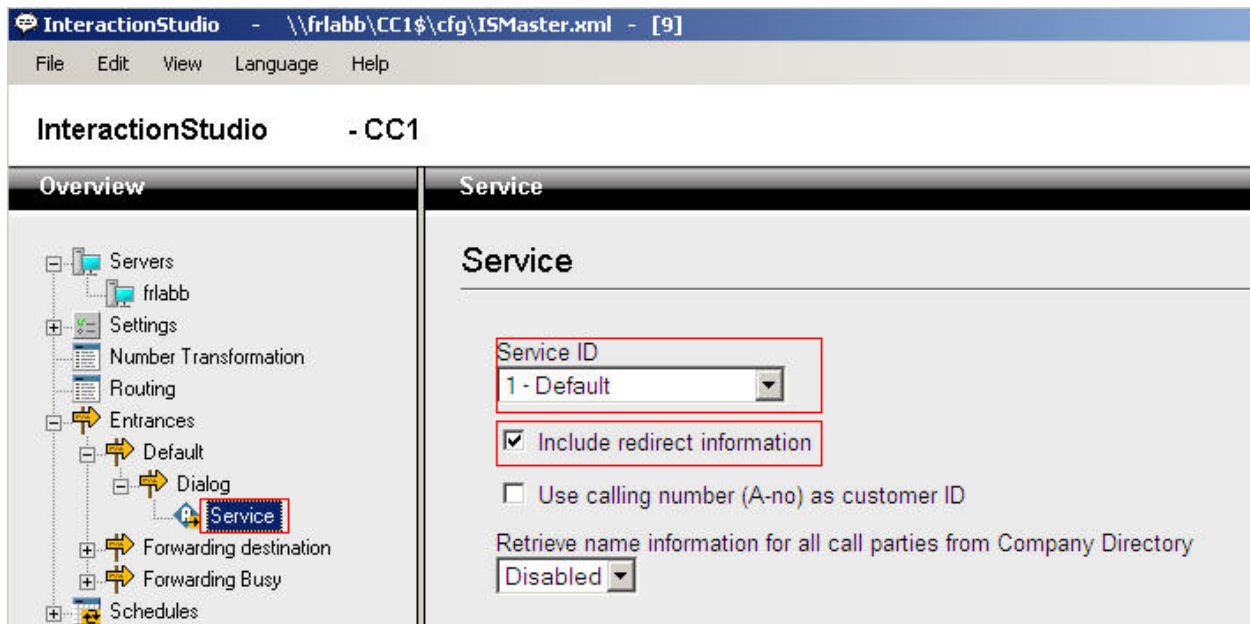 InteractionStudio - \\frlabb\CC1$\cfg\ISMaster.xml - [9]
File Edit View Language Help
InteractionStudio - CC1
Overview
Servers
frlabb
Settings
Number Transformation
Routing
Entrances
Default
Dialog
Service
Forwarding destination
Forwarding Busy
Schedules
Service
Service
Service ID
1 - Default
Include redirect information
Use calling number (A-no) as customer ID
Retrieve name information for all call parties from Company Directory
Disabled